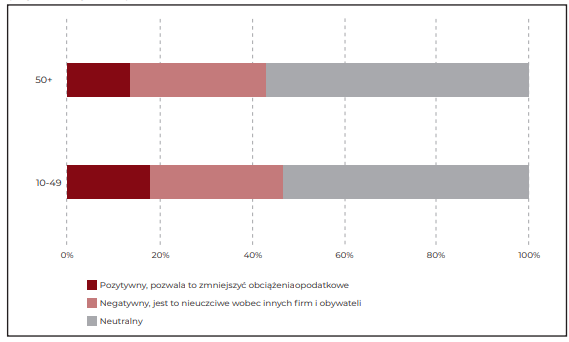 50+
10-49
0% 20% 40% 60% 80% 100%
Pozytywny, pozwala to zmniejszyć obciążeniaopodatkowe
Negatywny, jest to nieuczciwe wobec innych firm i obywateli
Neutralny